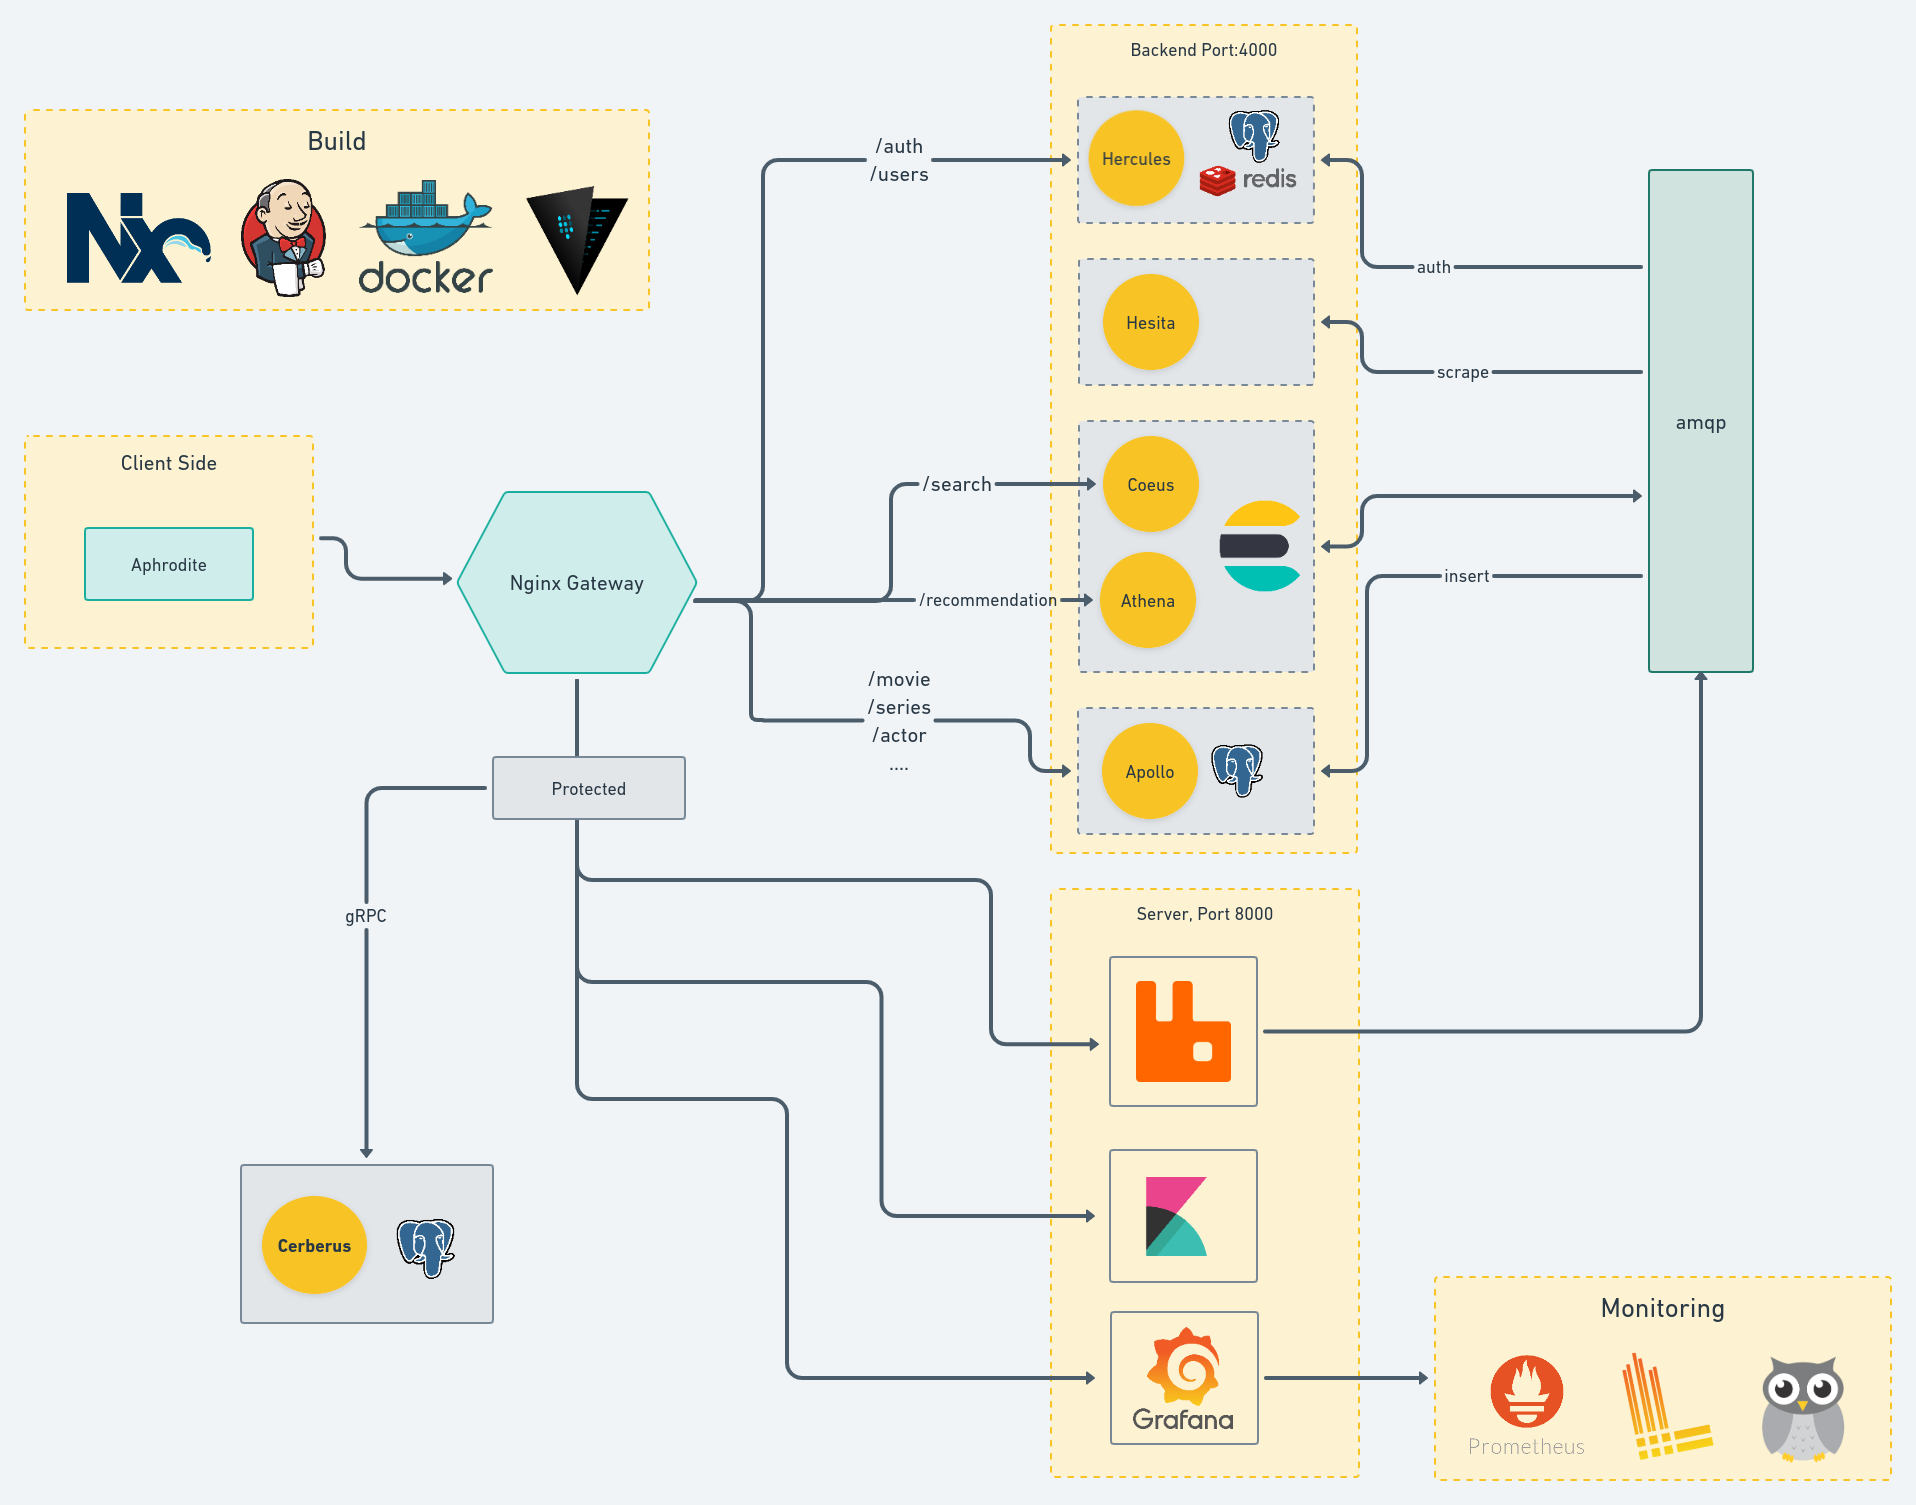 Backend Port:4000
Build
Nx
docker
/auth
/users
Hercules
redis
auth
Hesita
scrape
amqp
Client Side
Aphrodite
Nginx Gateway
/search
Coeus
/recommendation
Athena
insert
/movie
/series
/actor
....
Apollo
Protected
gRPC
Server, Port 8000
Cerberus
Grafana
Monitoring
Prometheus